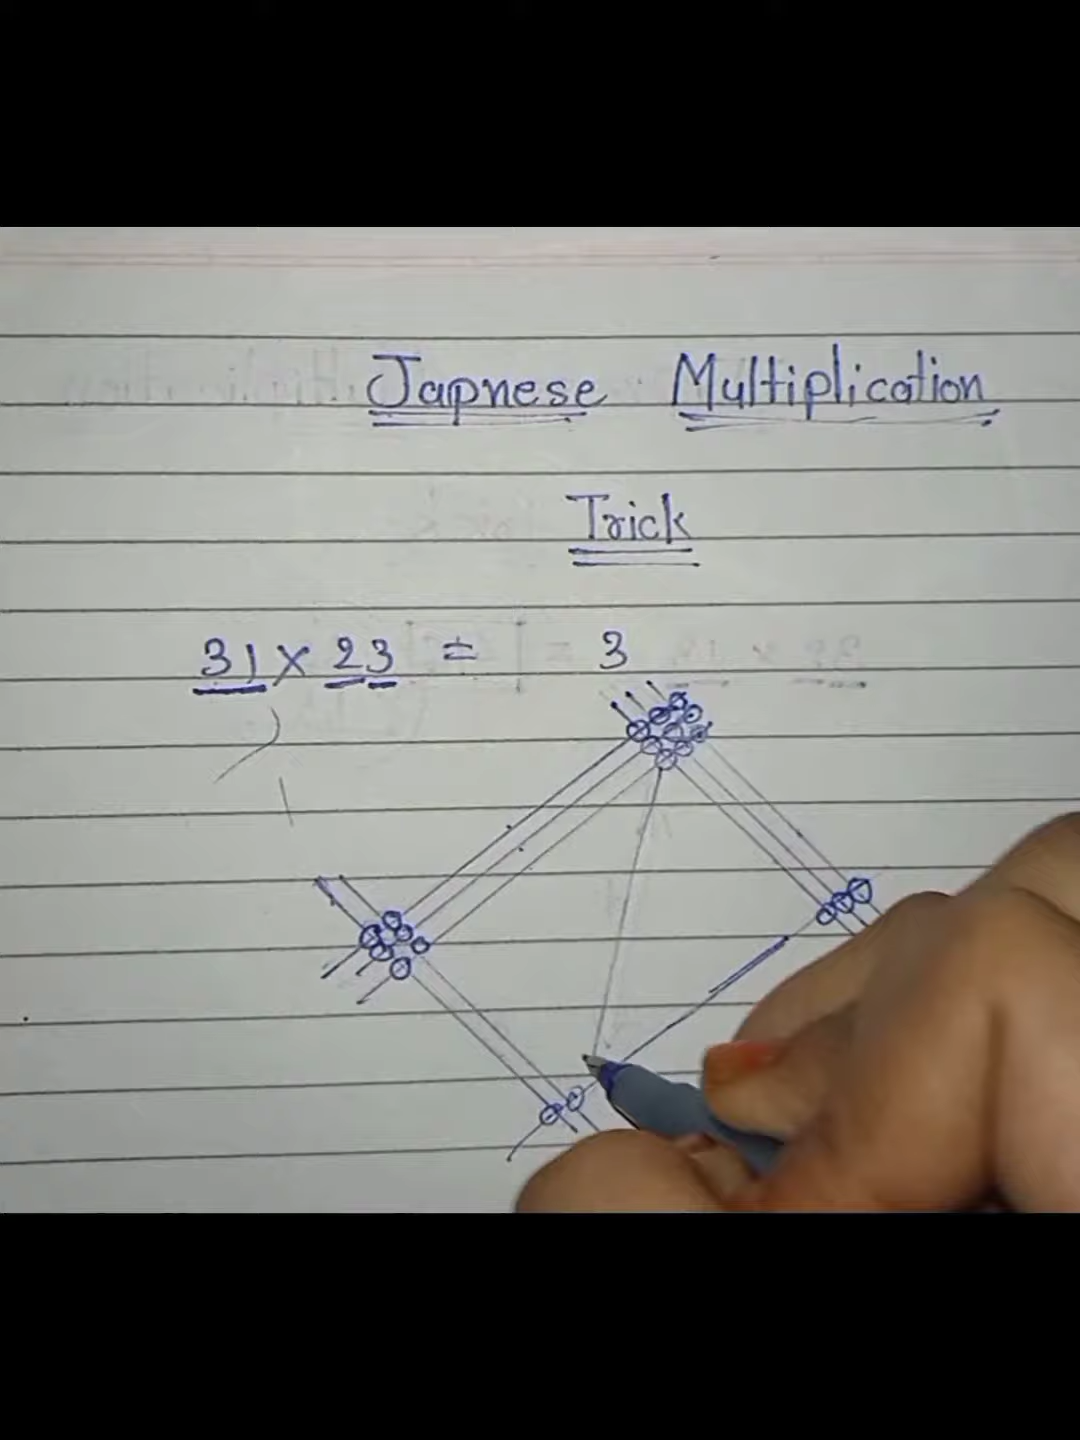 Japnese Multiplication
Trick
31 × 23 = 3